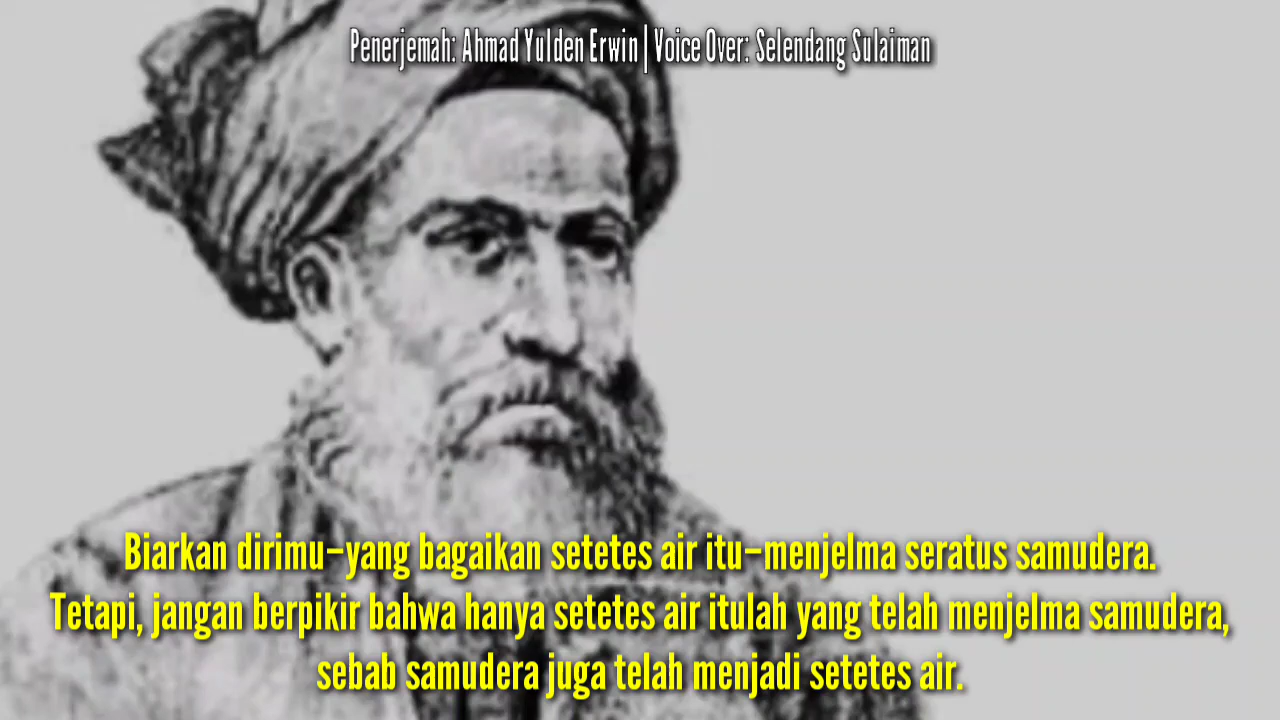 Penerjemah: Ahmad Yulden Erwin | Voice Over: Selendang Sulaiman
Biarkan dirimu–yang bagaikan setetes air itu–menjelma seratus samudera.
Tetapi, jangan berpikir bahwa hanya setetes air itulah yang telah menjelma samudera,
sebab samudera juga telah menjadi setetes air.